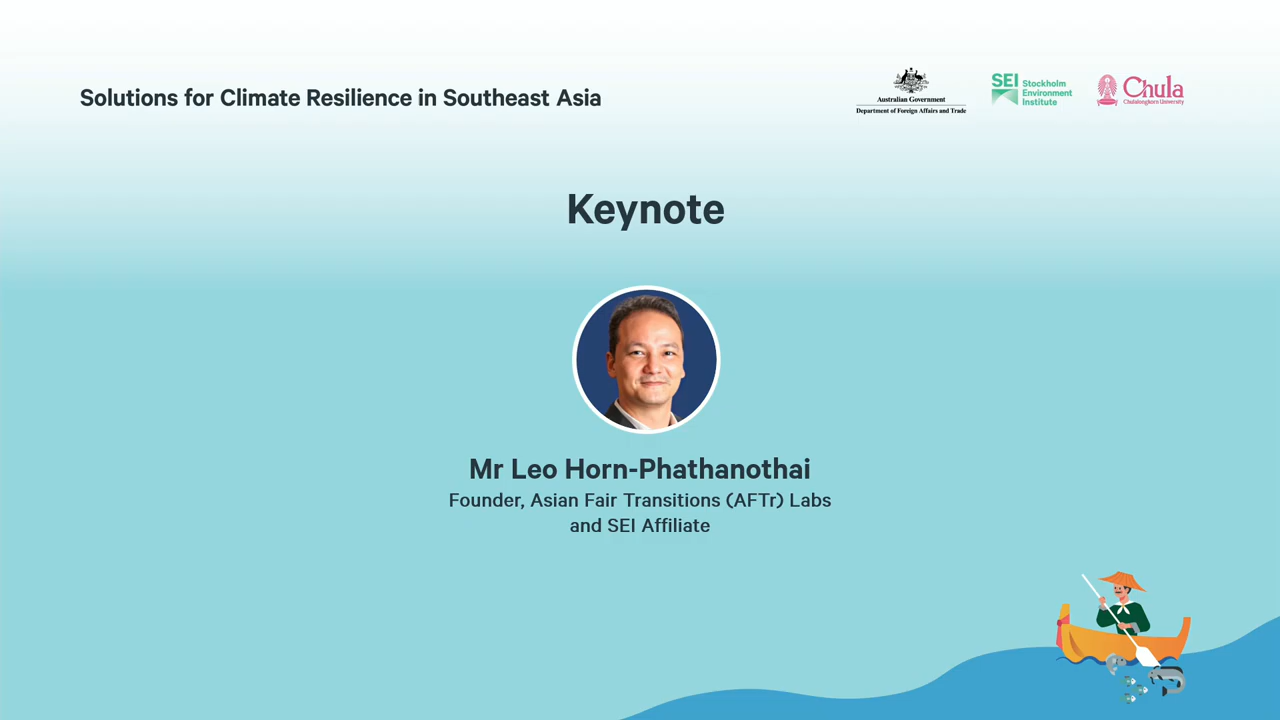 Solutions for Climate Resilience in Southeast Asia
Australian Government
Department of Foreign Affairs and Trade
SEI Stockholm
Environment
Institute
Chula
Chulalongkorn University
Keynote
Mr Leo Horn-Phathanothai
Founder, Asian Fair Transitions (AFTr) Labs
and SEI Affiliate